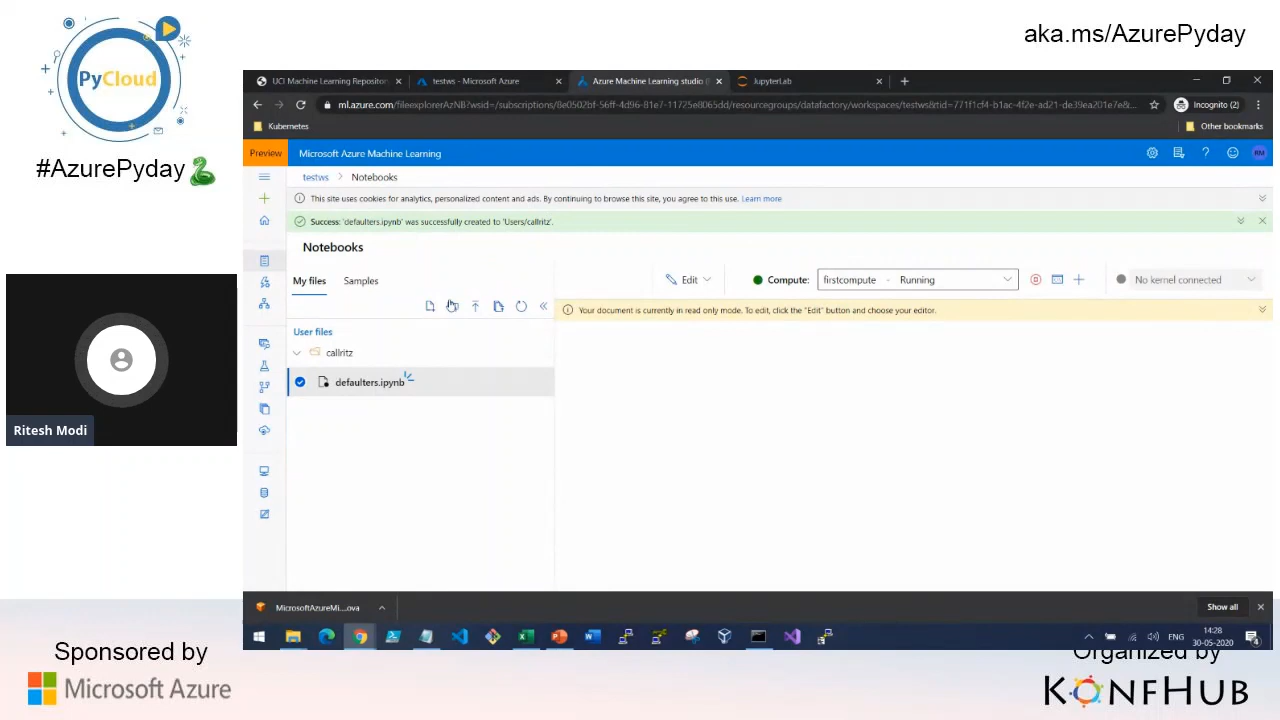 PyCloud
#AzurePyday
aka.ms/AzurePyday
UCI Machine Learning Repositor
testws - Microsoft Azure
Azure Machine Learning studio (
JupyterLab
Incognito (2)
Kubernetes
Other bookmarks
Preview
Microsoft Azure Machine Learning
RM
testws > Notebooks
This site uses cookies for analytics, personalized content and ads. By continuing to browse this site, you agree to this use. Learn more
Success: 'defaulters.ipynb' was successfully created to 'Users/callritz'.
Notebooks
My files
Samples
Edit
Compute:
firstcompute - Running
No kernel connected
Your document is currently in read only mode. To edit, click the "Edit" button and choose your editor.
User files
callritz
defaulters.ipynb
Ritesh Modi
MicrosoftAzureMi....ova
Show all
ENG
14:28
30-05-2020
Sponsored by
Microsoft Azure
Organized by
KONFHUB